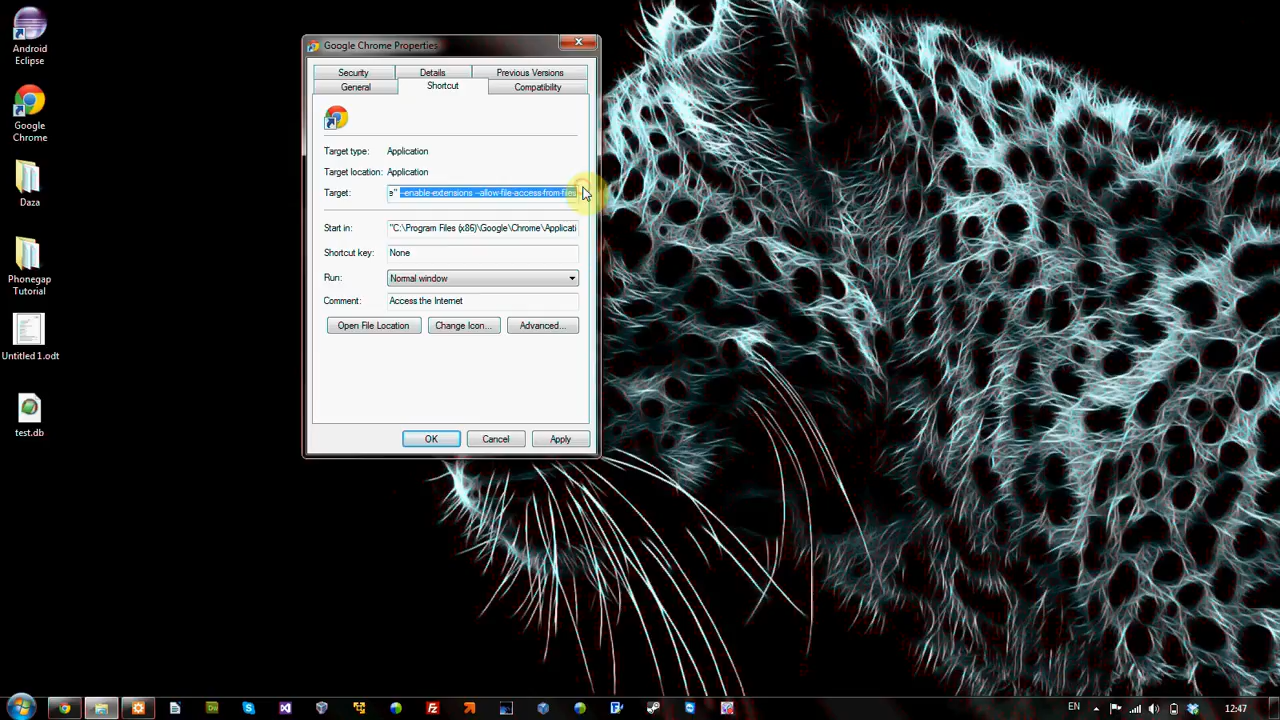 Android
Eclipse
Google
Chrome
Daza
Phonegap
Tutorial
Untitled 1.odt
test.db
Google Chrome Properties
Security
Details
Previous Versions
General
Shortcut
Compatibility
Target type:
Application
Target location:
Application
Target:
e" --enable-extensions --allow-file-access-from-files
Start in:
"C:\Program Files (x86)\Google\Chrome\Applicati
Shortcut key:
None
Run:
Normal window
Comment:
Access the Internet
Open File Location
Change Icon...
Advanced...
OK
Cancel
Apply
EN
12:47